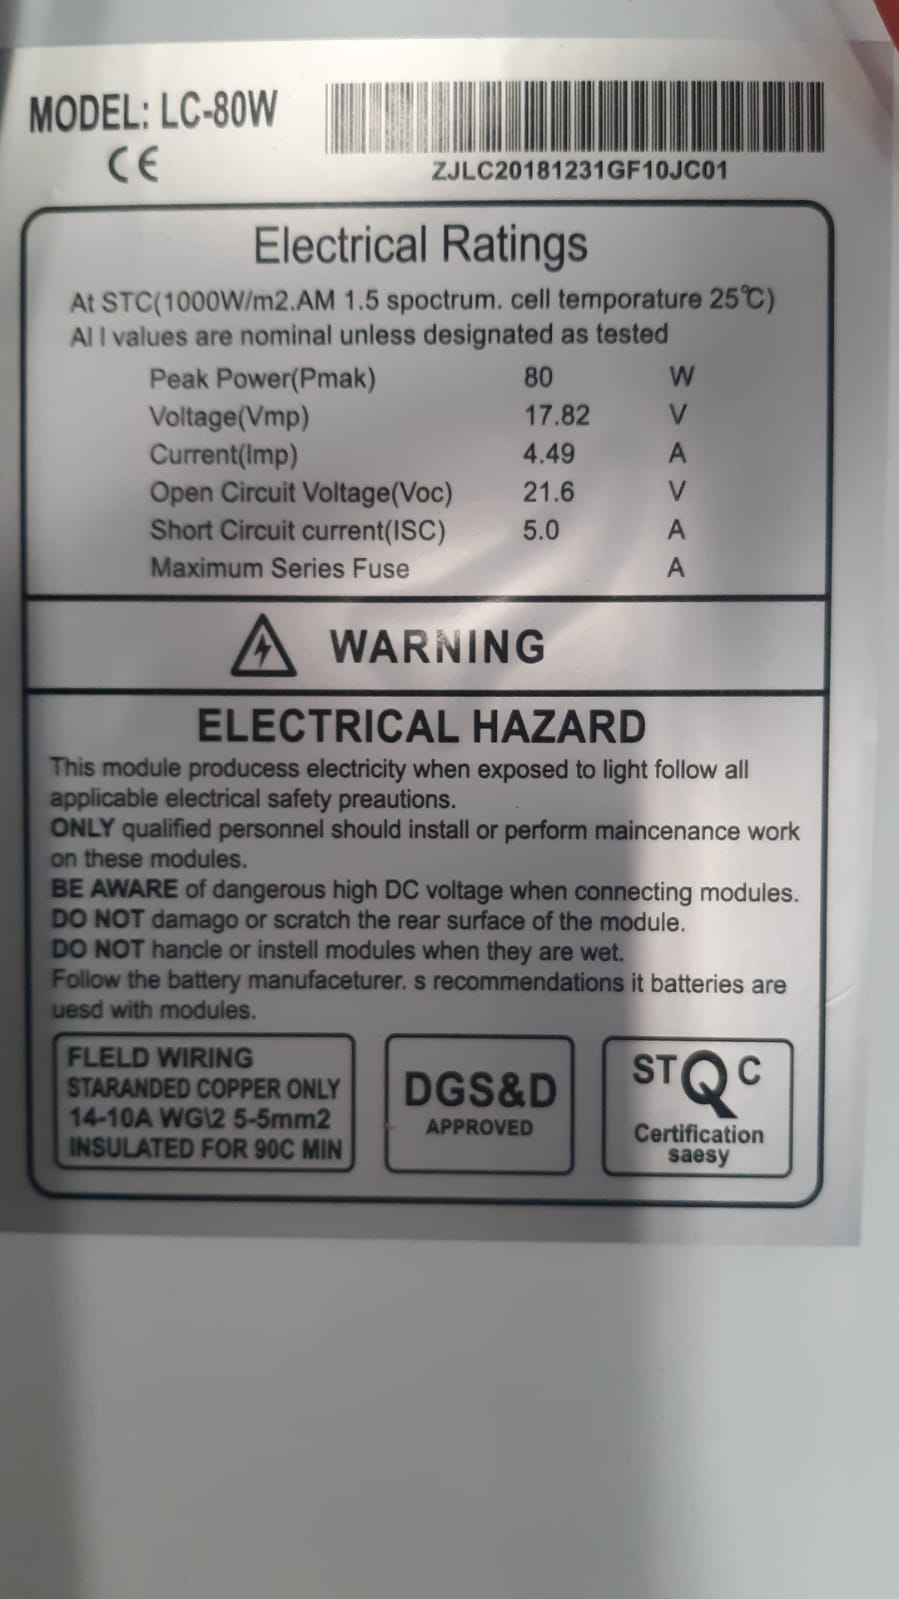 MODEL: LC-80W
CE
ZJLC20181231GF10JC01
Electrical Ratings
At STC(1000W/m2.AM 1.5 spoctrum. cell temporature 25℃)
Al l values are nominal unless designated as tested
Peak Power(Pmak) 80 W
Voltage(Vmp) 17.82 V
Current(Imp) 4.49 A
Open Circuit Voltage(Voc) 21.6 V
Short Circuit current(ISC) 5.0 A
Maximum Series Fuse A
WARNING
ELECTRICAL HAZARD
This module producess electricity when exposed to light follow all
applicable electrical safety preautions.
ONLY qualified personnel should install or perform maincenance work
on these modules.
BE AWARE of dangerous high DC voltage when connecting modules.
DO NOT damago or scratch the rear surface of the module.
DO NOT hancle or instell modules when they are wet.
Follow the battery manufaceturer. s recommendations it batteries are
uesd with modules.
FLELD WIRING
STARANDED COPPER ONLY
14-10A WG\2 5-5mm2
INSULATED FOR 90C MIN
DGS&D
APPROVED
STQC
Certification
saesy